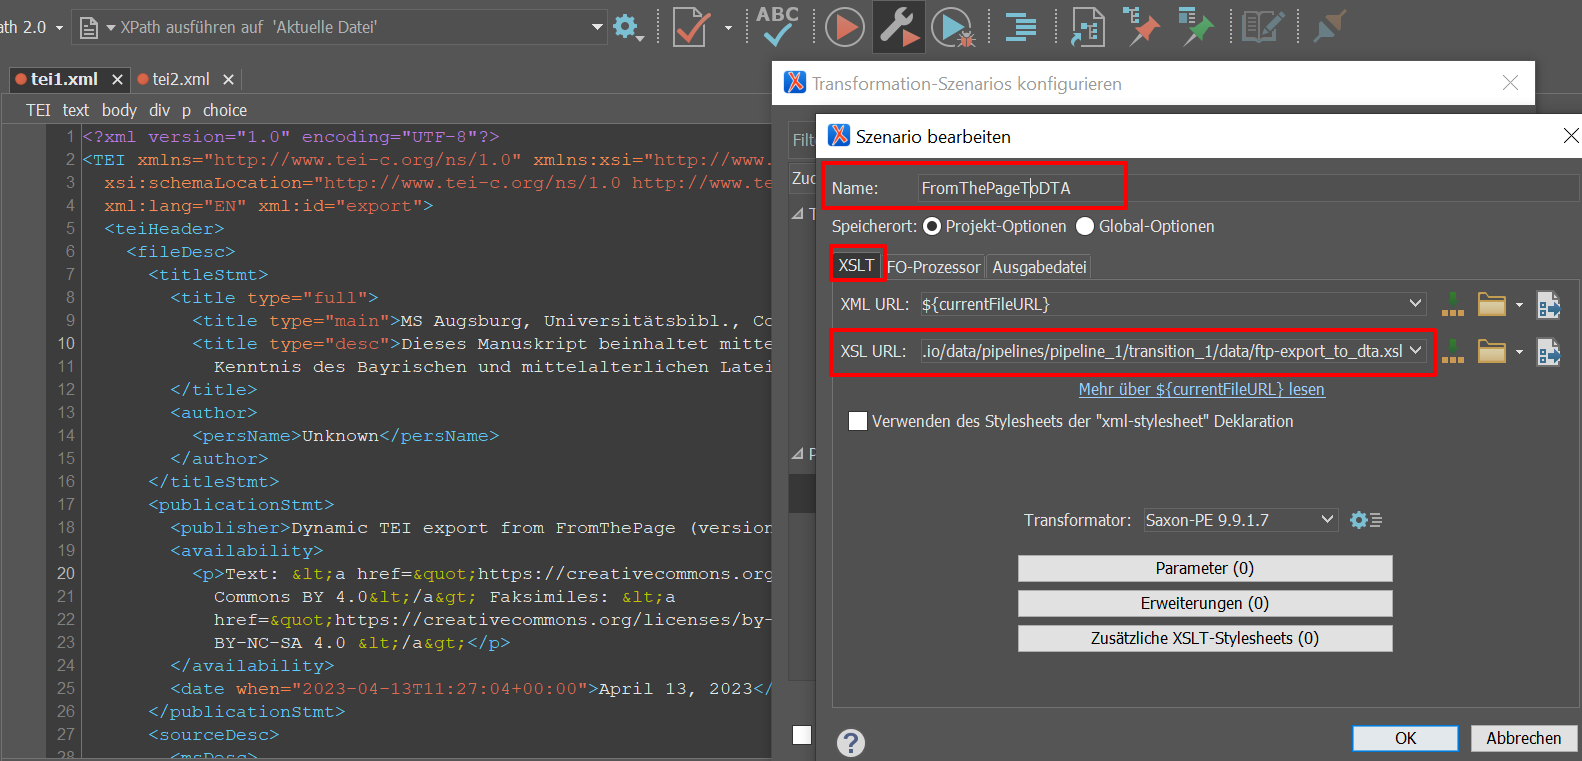 ath 2.0
XPath ausführen auf 'Aktuelle Datei'
ABC
tei1.xml
tei2.xml
TEI text body div p choice
1 <?xml version="1.0" encoding="UTF-8"?>
2 <TEI xmlns="http://www.tei-c.org/ns/1.0" xmlns:xsi="http://www.
3 xsi:schemaLocation="http://www.tei-c.org/ns/1.0 http://www.te
4 xml:lang="EN" xml:id="export">
5 <teiHeader>
6 <fileDesc>
7 <titleStmt>
8 <title type="full">
9 <title type="main">MS Augsburg, Universitätsbibl., Co
10 <title type="desc">Dieses Manuskript beinhaltet mitte
11 Kenntnis des Bayrischen und mittelalterlichen Latei
12 </title>
13 <author>
14 <persName>Unknown</persName>
15 </author>
16 </titleStmt>
17 <publicationStmt>
18 <publisher>Dynamic TEI export from FromThePage (version
19 <availability>
20 <p>Text: &lt;a href=&quot;https://creativecommons.org
21 Commons BY 4.0&lt;/a&gt; Faksimiles: &lt;a
22 href=&quot;https://creativecommons.org/licenses/by-
23 BY-NC-SA 4.0 &lt;/a&gt;</p>
24 </availability>
25 <date when="2023-04-13T11:27:04+00:00">April 13, 2023</
26 </publicationStmt>
27 <sourceDesc>
28 <msDesc>
Transformation-Szenarios konfigurieren
Filt
Zuc
T
P
Szenario bearbeiten
Name: FromThePageToDTA
Speicherort: Projekt-Optionen Global-Optionen
XSLT FO-Prozessor Ausgabedatei
XML URL: ${currentFileURL}
XSL URL: .io/data/pipelines/pipeline_1/transition_1/data/ftp-export_to_dta.xsl
Mehr über ${currentFileURL} lesen
Verwenden des Stylesheets der "xml-stylesheet" Deklaration
Transformator: Saxon-PE 9.9.1.7
Parameter (0)
Erweiterungen (0)
Zusätzliche XSLT-Stylesheets (0)
?
OK Abbrechen